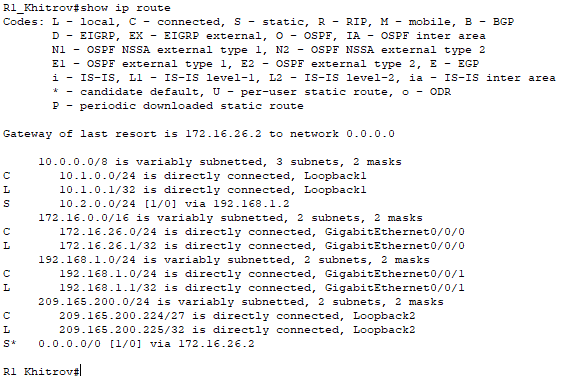 R1_Khitrov#show ip route
Codes: L - local, C - connected, S - static, R - RIP, M - mobile, B - BGP
       D - EIGRP, EX - EIGRP external, O - OSPF, IA - OSPF inter area
       N1 - OSPF NSSA external type 1, N2 - OSPF NSSA external type 2
       E1 - OSPF external type 1, E2 - OSPF external type 2, E - EGP
       i - IS-IS, L1 - IS-IS level-1, L2 - IS-IS level-2, ia - IS-IS inter area
       * - candidate default, U - per-user static route, o - ODR
       P - periodic downloaded static route

Gateway of last resort is 172.16.26.2 to network 0.0.0.0

     10.0.0.0/8 is variably subnetted, 3 subnets, 2 masks
C       10.1.0.0/24 is directly connected, Loopback1
L       10.1.0.1/32 is directly connected, Loopback1
S       10.2.0.0/24 [1/0] via 192.168.1.2
     172.16.0.0/16 is variably subnetted, 2 subnets, 2 masks
C       172.16.26.0/24 is directly connected, GigabitEthernet0/0/0
L       172.16.26.1/32 is directly connected, GigabitEthernet0/0/0
     192.168.1.0/24 is variably subnetted, 2 subnets, 2 masks
C       192.168.1.0/24 is directly connected, GigabitEthernet0/0/1
L       192.168.1.1/32 is directly connected, GigabitEthernet0/0/1
     209.165.200.0/24 is variably subnetted, 2 subnets, 2 masks
C       209.165.200.224/27 is directly connected, Loopback2
L       209.165.200.225/32 is directly connected, Loopback2
S*   0.0.0.0/0 [1/0] via 172.16.26.2

R1_Khitrov#